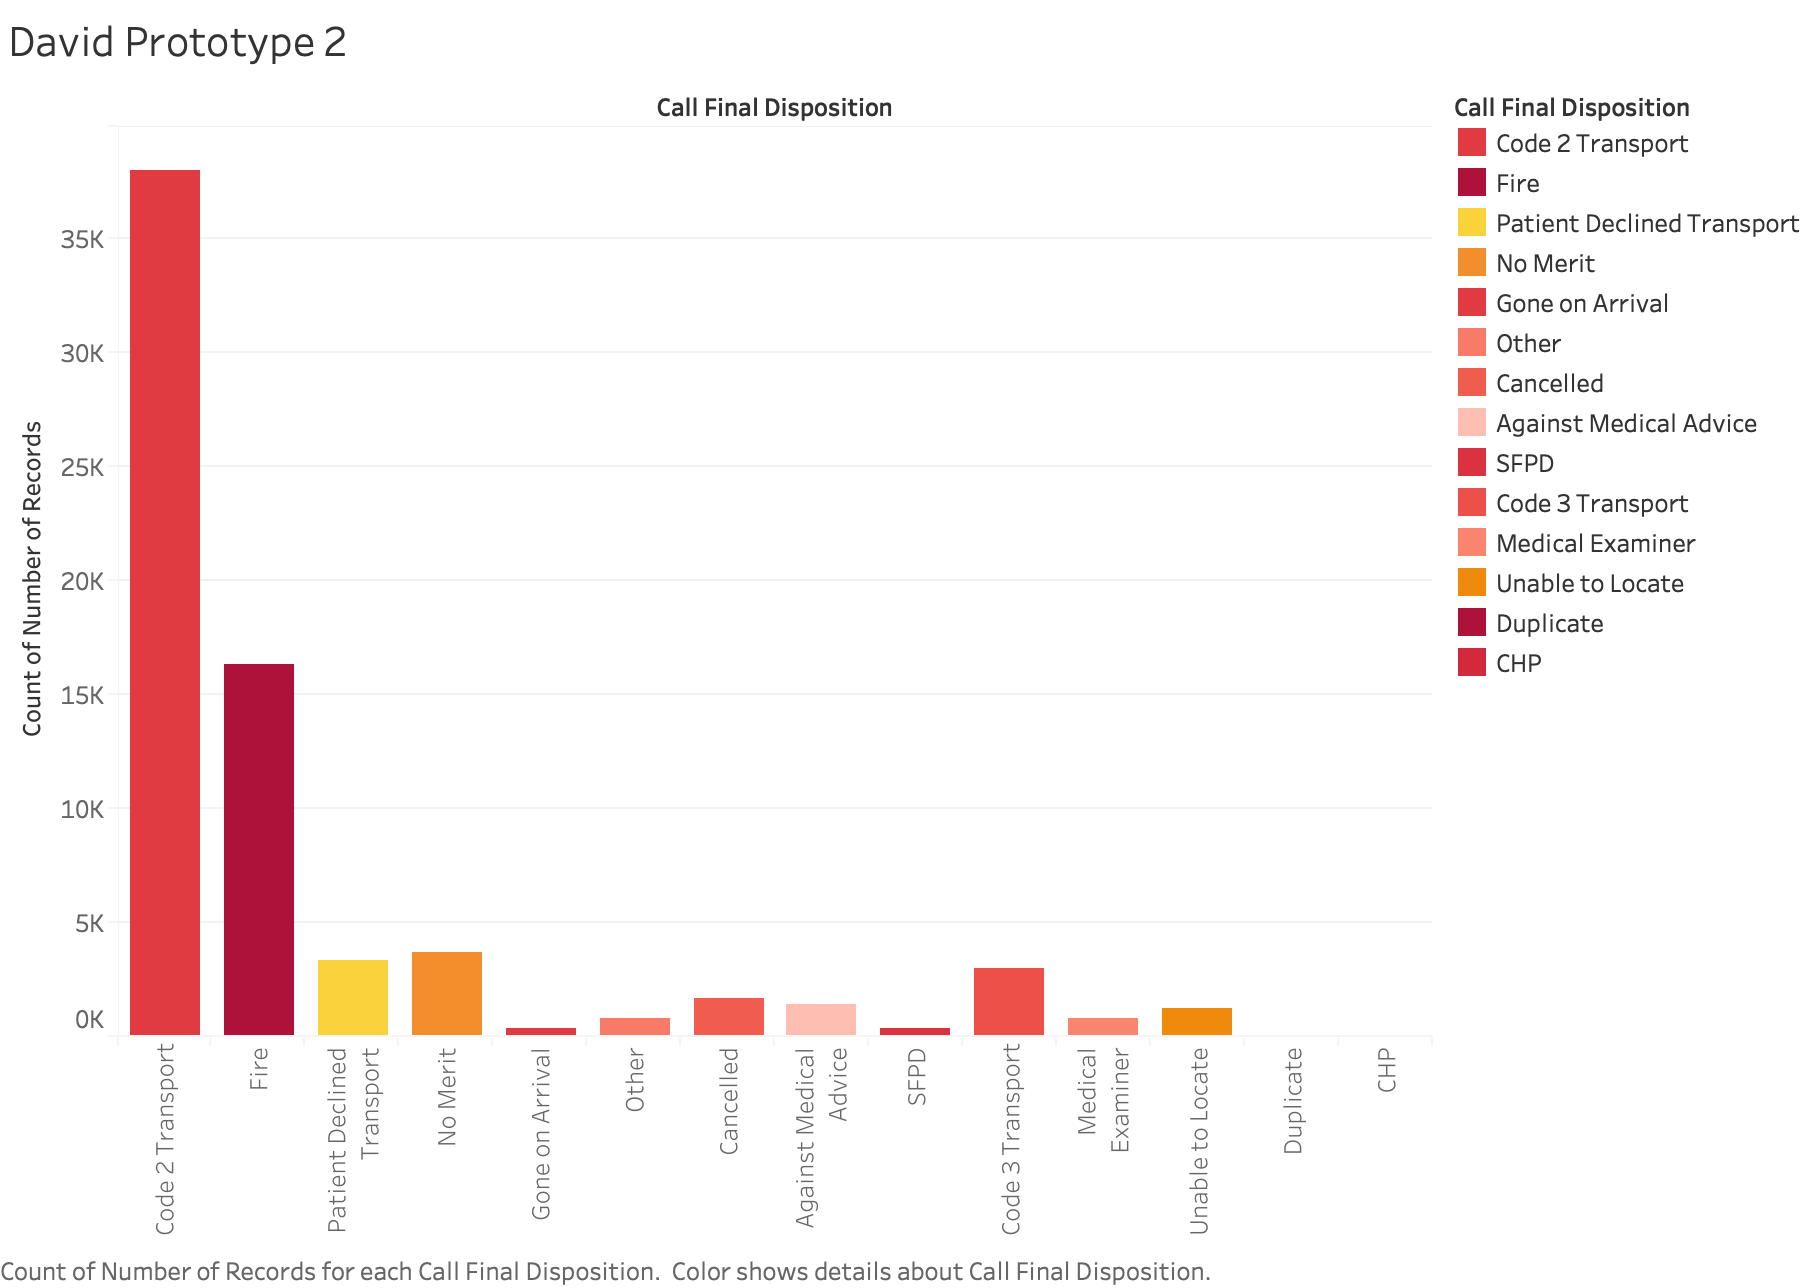 David Prototype 2
Call Final Disposition
Call Final Disposition
Code 2 Transport
Fire
Patient Declined Transport
No Merit
Gone on Arrival
Other
Cancelled
Against Medical Advice
SFPD
Code 3 Transport
Medical Examiner
Unable to Locate
Duplicate
CHP
Count of Number of Records
35K
30K
25K
20K
15K
10K
5K
0K
Code 2 Transport
Fire
Patient Declined
Transport
No Merit
Gone on Arrival
Other
Cancelled
Against Medical
Advice
SFPD
Code 3 Transport
Medical
Examiner
Unable to Locate
Duplicate
CHP
Count of Number of Records for each Call Final Disposition.  Color shows details about Call Final Disposition.